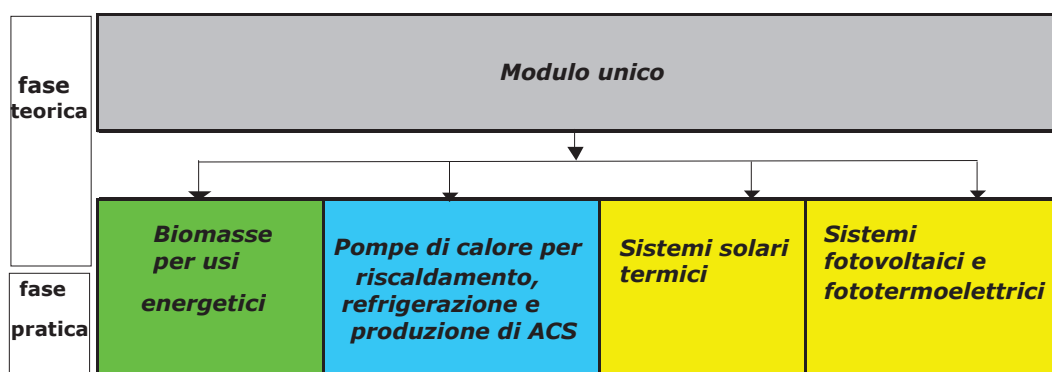 fase
teorica
Modulo unico
Biomasse
per usi
energetici
Pompe di calore per
riscaldamento,
refrigerazione e
produzione di ACS
Sistemi solari
termici
Sistemi
fotovoltaici e
fototermoelettrici
fase
pratica